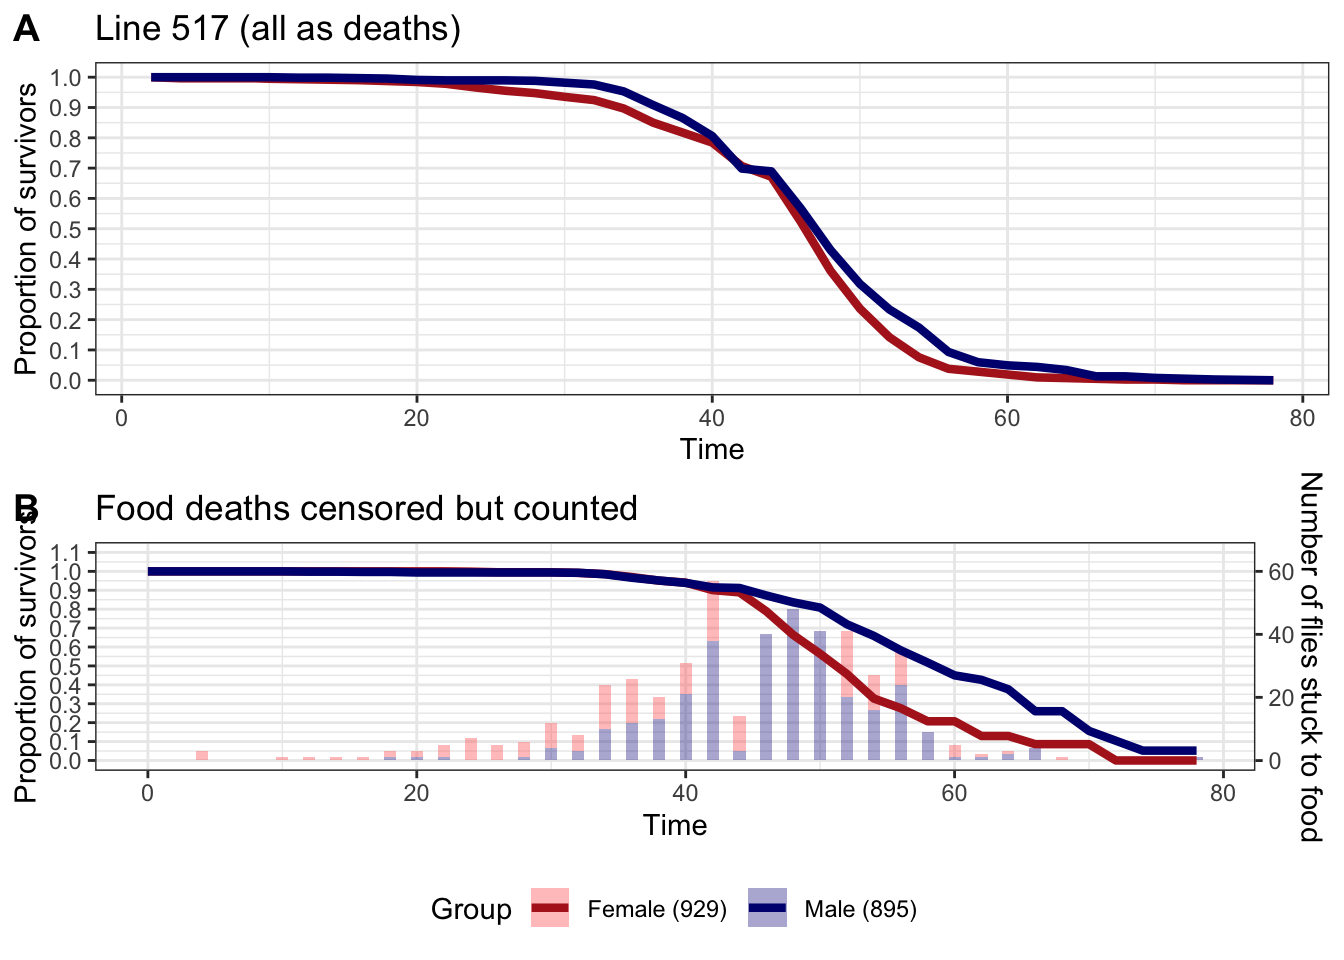 A Line 517 (all as deaths)
Proportion of survivors
1.0
0.9
0.8
0.7
0.6
0.5
0.4
0.3
0.2
0.1
0.0
0 20 40 60 80
Time
B Food deaths censored but counted
Proportion of survivors
1.1
1.0
0.9
0.8
0.7
0.6
0.5
0.4
0.3
0.2
0.1
0.0
60
40
20
0
Number of flies stuck to food
0 20 40 60 80
Time
Group Female (929) Male (895)